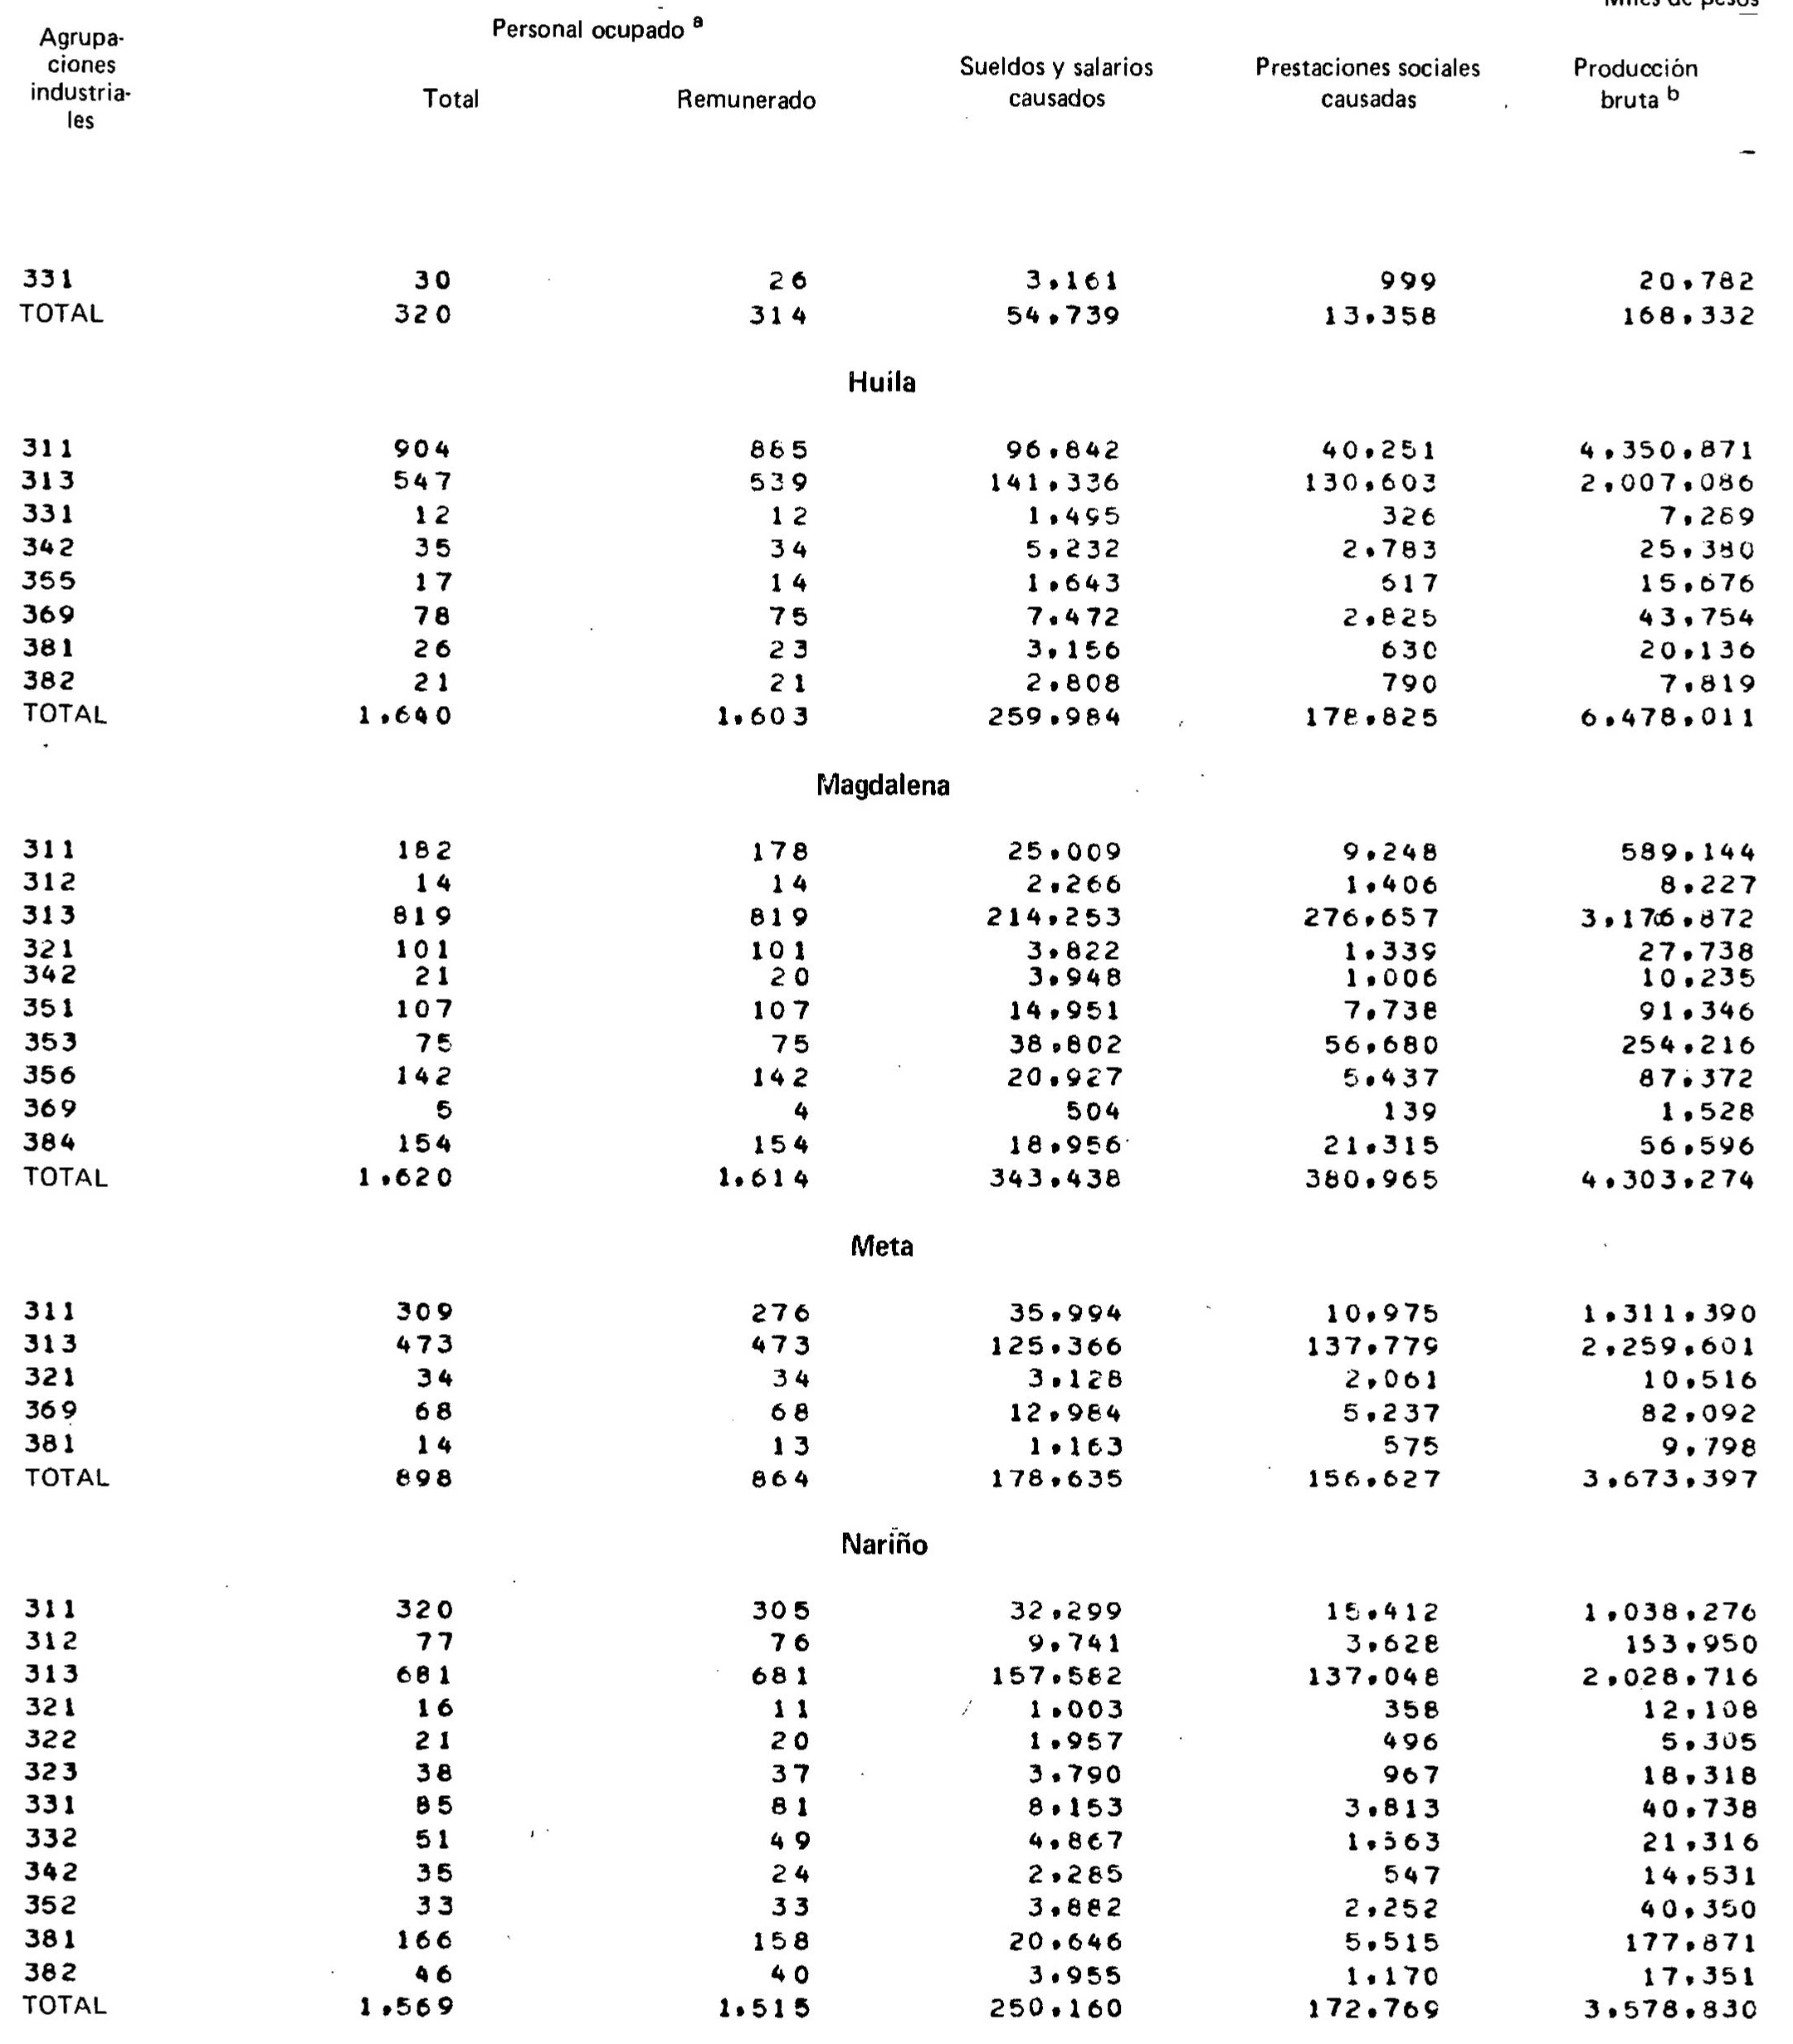 Miles de pesos
Personal ocupado a
Agrupa-
ciones
industria-
les
Total Remunerado Sueldos y salarios causados Prestaciones sociales causadas Producción bruta b
331 30 26 3.161 999 20.782
TOTAL 320 314 54.739 13.358 168.332
Huila
311 904 885 96.842 40.251 4.350.871
313 547 539 141.336 130.603 2.007.086
331 12 12 1.495 326 7.289
342 35 34 5.232 2.783 25.380
355 17 14 1.643 617 15.676
369 78 75 7.472 2.825 43.754
381 26 23 3.156 630 20.136
382 21 21 2.808 790 7.819
TOTAL 1.640 1.603 259.984 178.825 6.478.011
Magdalena
311 182 178 25.009 9.248 589.144
312 14 14 2.266 1.406 8.227
313 819 819 214.253 276.657 3.176.872
321 101 101 3.822 1.339 27.738
342 21 20 3.948 1.006 10.235
351 107 107 14.951 7.738 91.346
353 75 75 38.802 56.680 254.216
356 142 142 20.927 5.437 87.372
369 5 4 504 139 1.528
384 154 154 18.956 21.315 56.596
TOTAL 1.620 1.614 343.438 380.965 4.303.274
Meta
311 309 276 35.994 10.975 1.311.390
313 473 473 125.366 137.779 2.259.601
321 34 34 3.128 2.061 10.516
369 68 68 12.984 5.237 82.092
381 14 13 1.163 575 9.798
TOTAL 898 864 178.635 156.627 3.673.397
Nariño
311 320 305 32.299 15.412 1.038.276
312 77 76 9.741 3.628 153.950
313 681 681 157.582 137.048 2.028.716
321 16 11 1.003 358 12.108
322 21 20 1.957 496 5.305
323 38 37 3.790 967 18.318
331 85 81 8.153 3.813 40.738
332 51 49 4.867 1.563 21.316
342 35 24 2.285 547 14.531
352 33 33 3.882 2.252 40.350
381 166 158 20.646 5.515 177.871
382 46 40 3.955 1.170 17.351
TOTAL 1.569 1.515 250.160 172.769 3.578.830